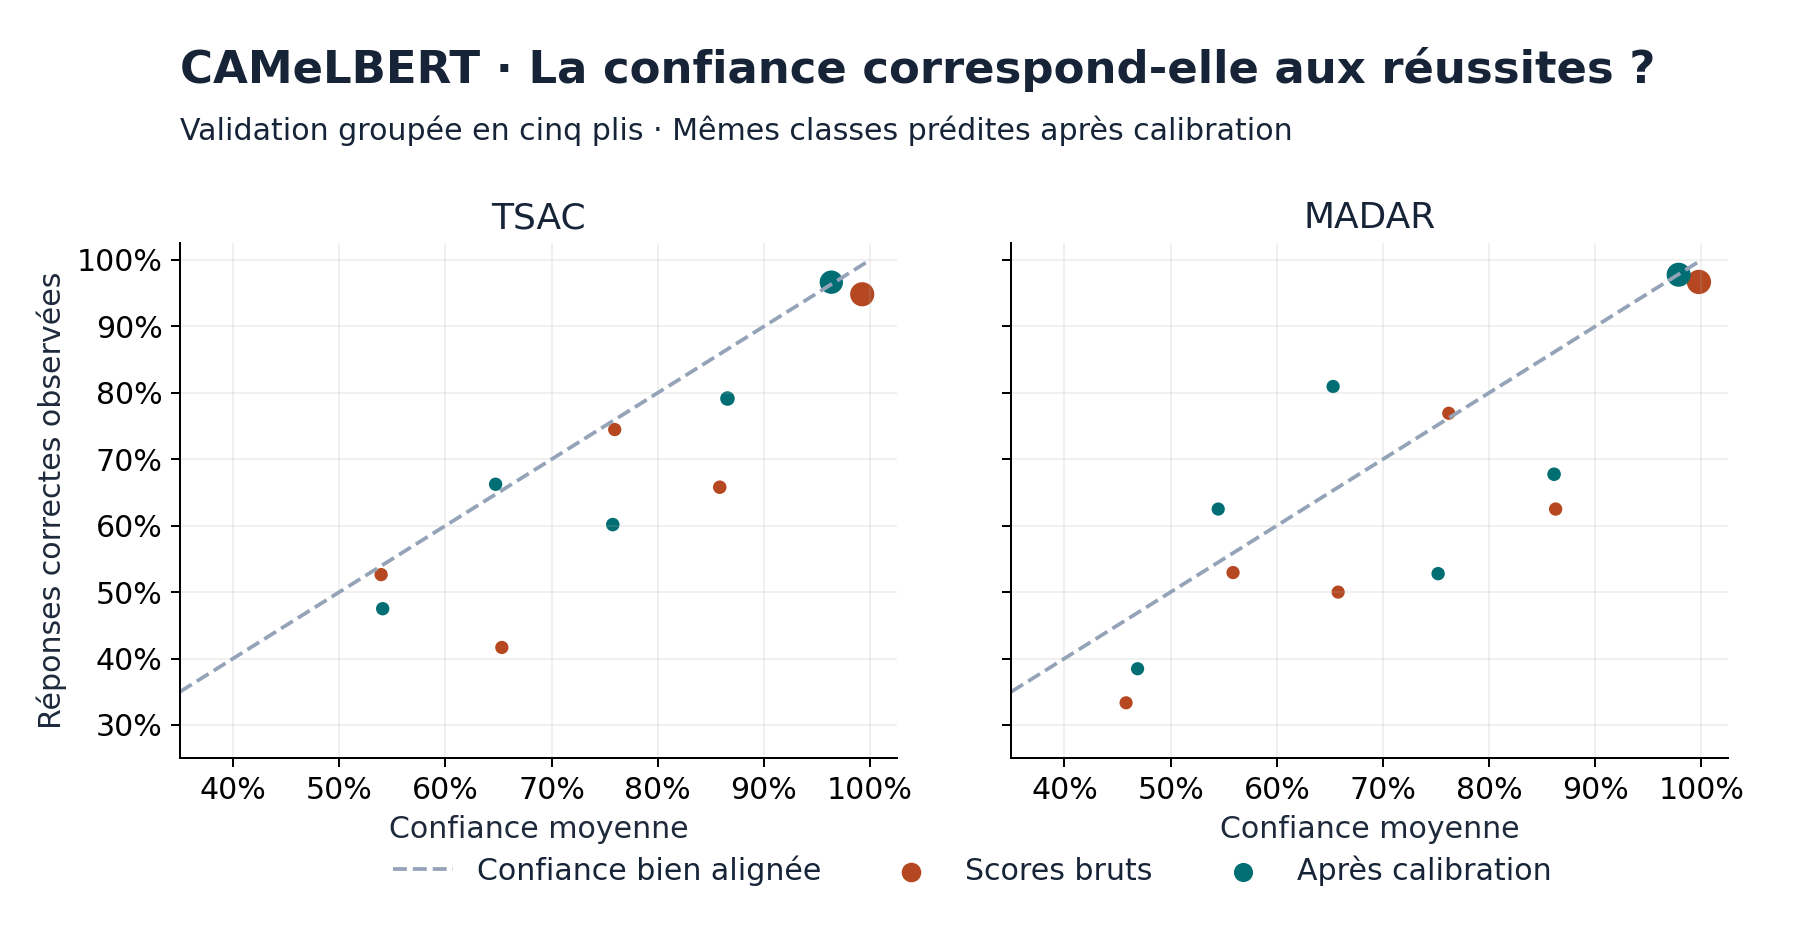 CAMeLBERT · La confiance correspond-elle aux réussites ?
Validation groupée en cinq plis · Mêmes classes prédites après calibration
TSAC
MADAR
Réponses correctes observées
100%
90%
80%
70%
60%
50%
40%
30%
40% 50% 60% 70% 80% 90% 100%
40% 50% 60% 70% 80% 90% 100%
Confiance moyenne
Confiance moyenne
Confiance bien alignée
Scores bruts
Après calibration